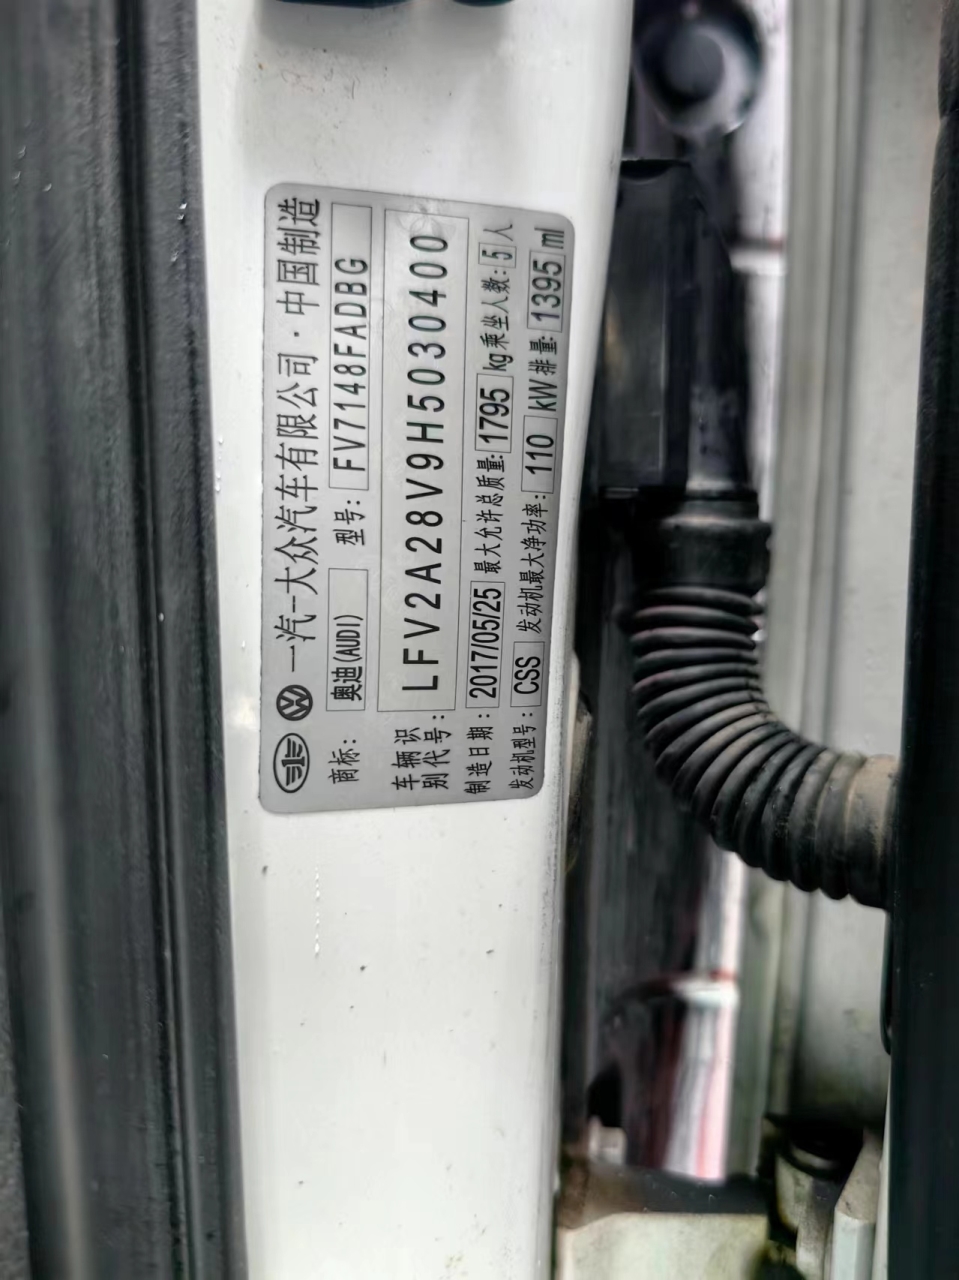 一汽-大众汽车有限公司·中国制造
商标: 奥迪(AUDI) 型号: FV7148FADBG
车辆识别代号: LFV2A28V9H5030400
制造日期: 2017/05/25 最大允许总质量: 1795 kg 乘坐人数: 5 人
发动机型号: CSS 发动机最大净功率: 110 kW 排量: 1395 ml